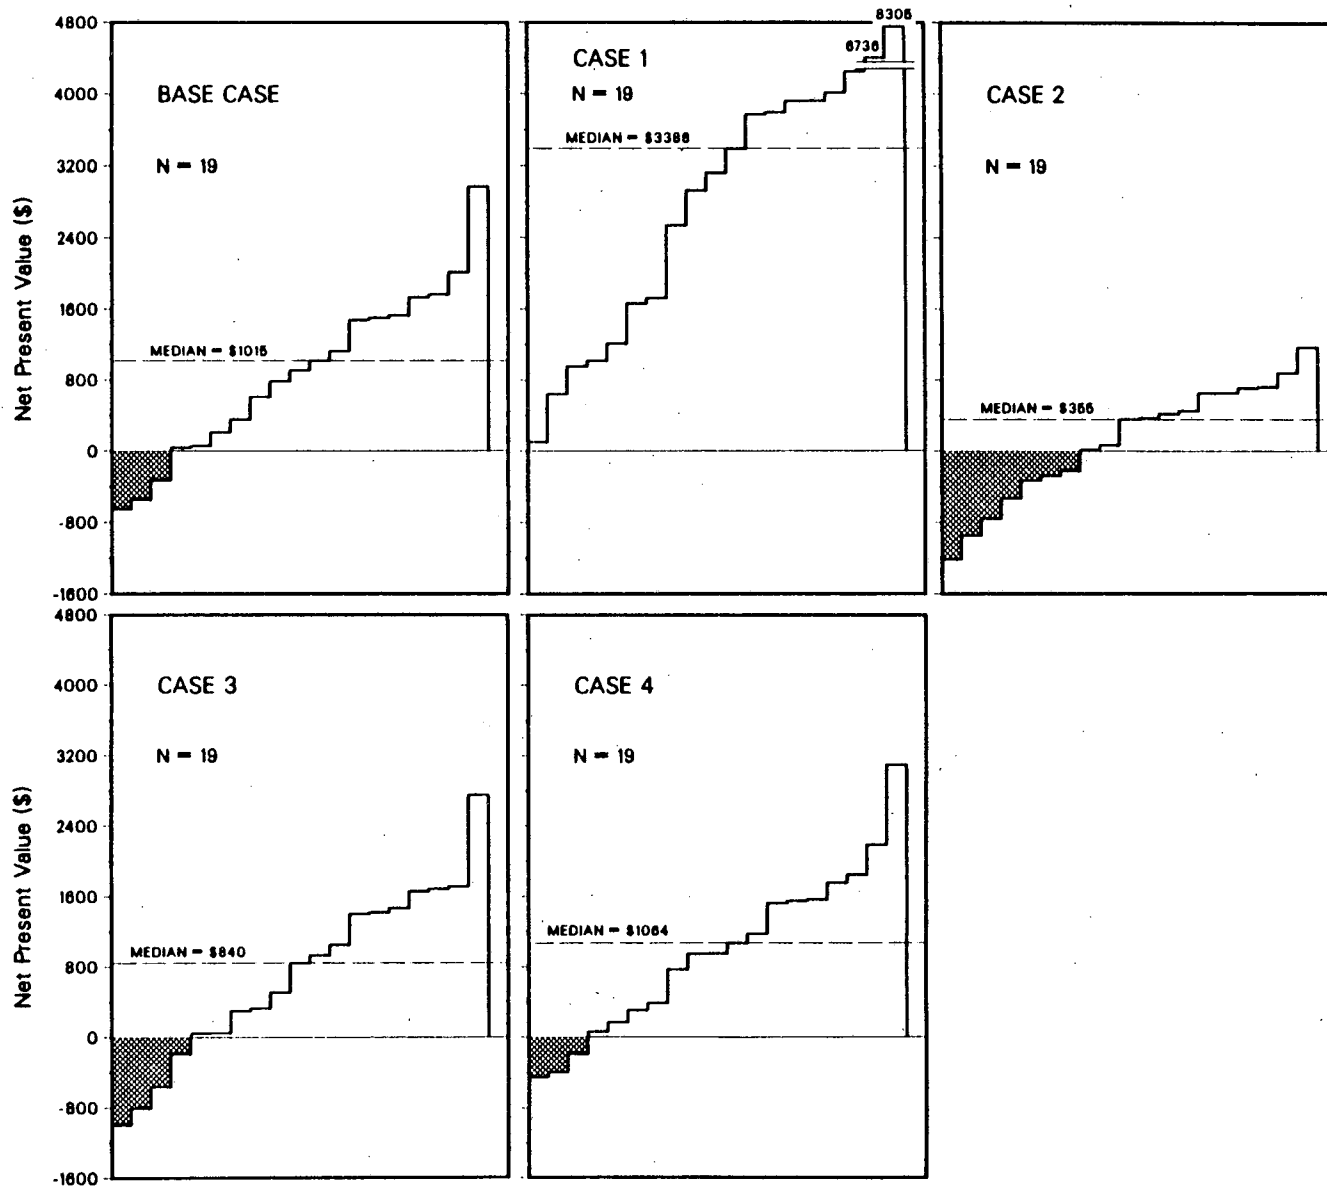 8305
6736
4800
4000
3200
2400
1600
800
0
-800
-1600
Net Present Value ($)
BASE CASE
N = 19
MEDIAN = $1015
CASE 1
N = 19
MEDIAN = $3386
CASE 2
N = 19
MEDIAN = $355
4800
4000
3200
2400
1600
800
0
-800
-1600
Net Present Value ($)
CASE 3
N = 19
MEDIAN = $840
CASE 4
N = 19
MEDIAN = $1064